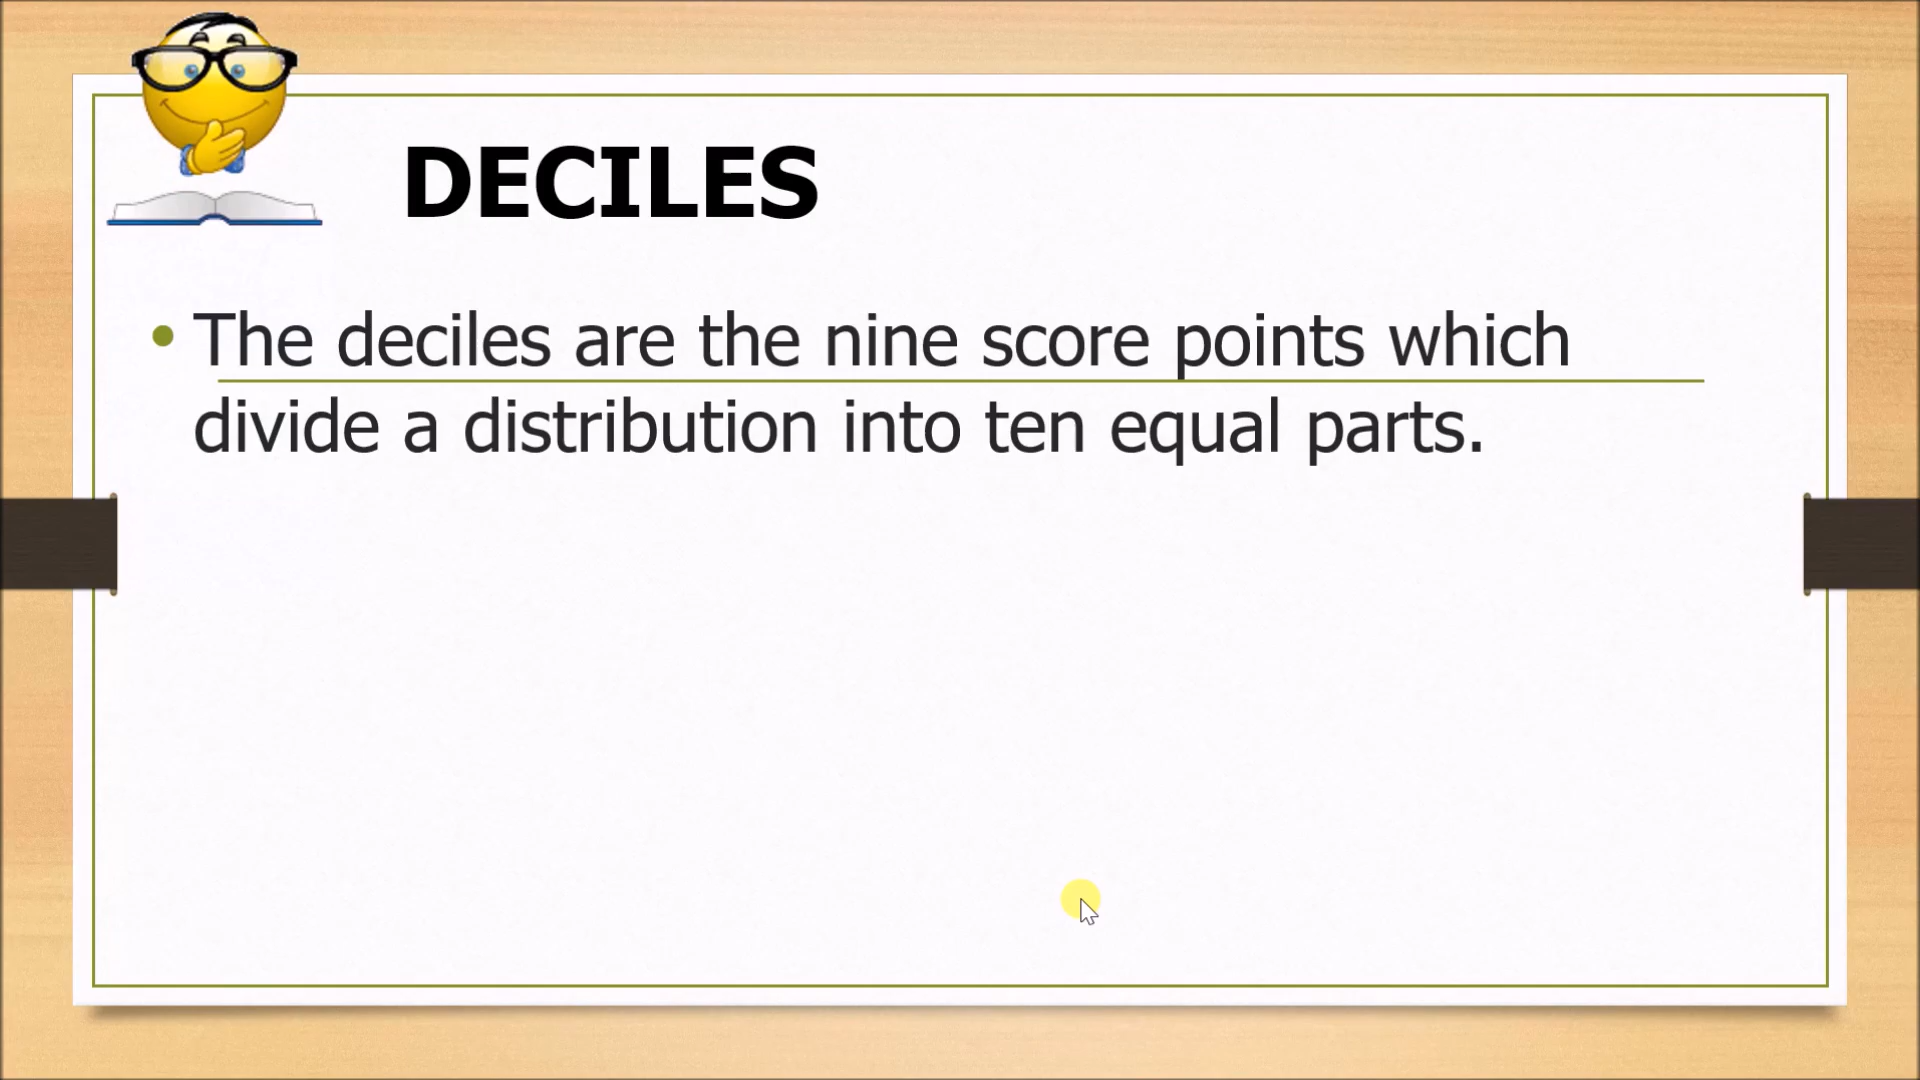 DECILES
• The deciles are the nine score points which
divide a distribution into ten equal parts.